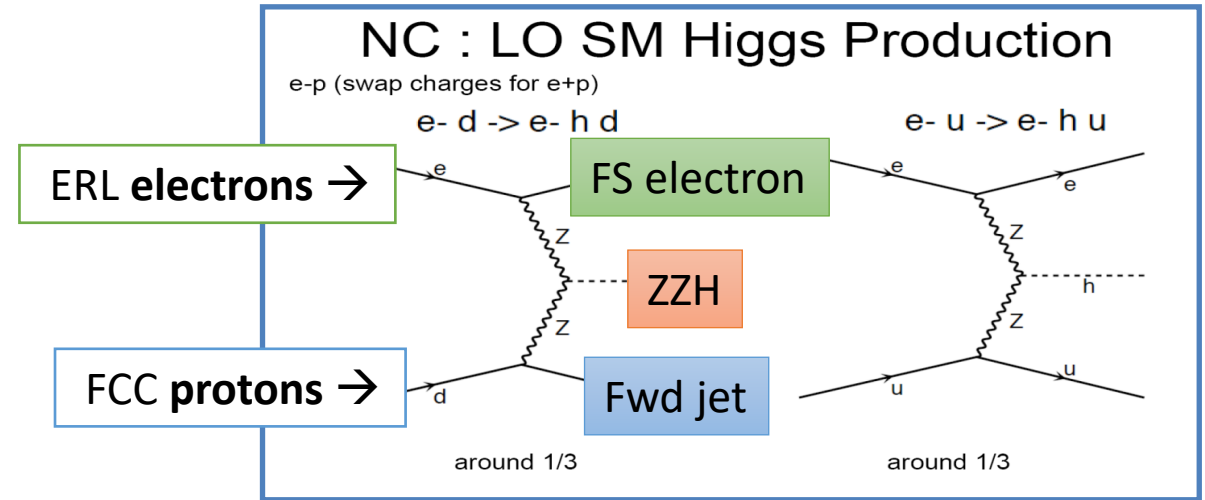 NC : LO SM Higgs Production
e-p (swap charges for e+p)
e- d -> e- h d
e- u -> e- h u
ERL electrons →
e
FS electron
e
e
Z
Z
ZZH
h
Z
Z
FCC protons →
d
Fwd jet
u
u
around 1/3
around 1/3